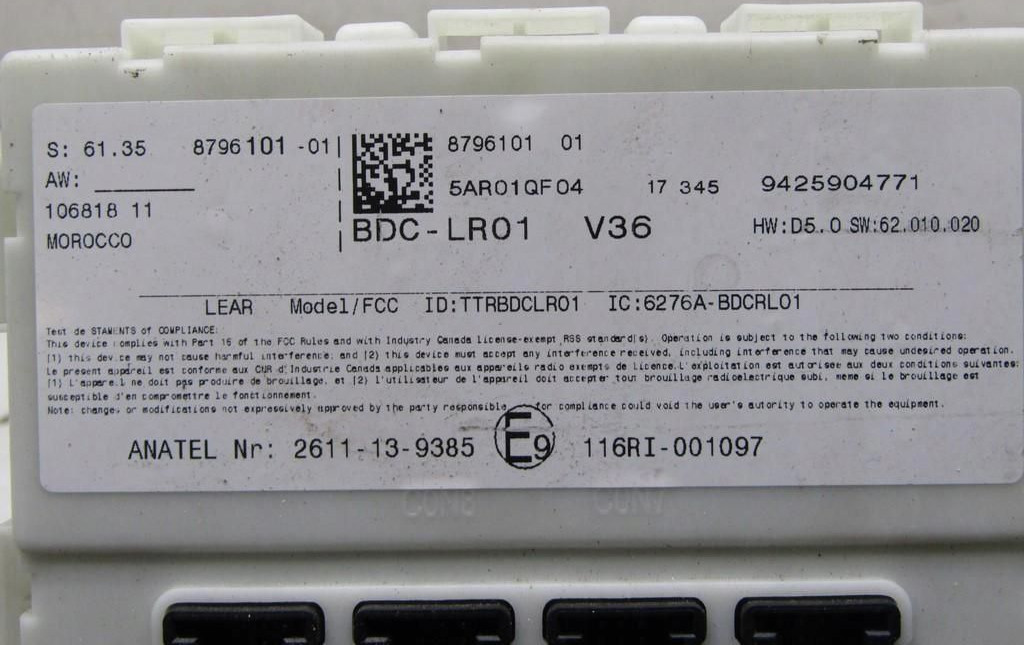 S: 61.35 8796101 -01
AW:
106818 11
MOROCCO
8796101 01
5AR01QF04 17 345 9425904771
BDC-LR01 V36 HW:D5.0 SW:62.010.020
LEAR Model/FCC ID:TTRBDCLR01 IC:6276A-BDCRL01
Test de STAMENTS of COMPLIANCE:
This device complies with Part 15 of the FCC Rules and with Industry Canada license-exempt RSS standard(s). Operation is subject to the following two conditions:
(1) this device may not cause harmful interference; and (2) this device must accept any interference received, including interference that may cause undesired operation.
Le present appareil est conforme aux CNR d'Industrie Canada applicables aux appareils radio exempts de licence.L'exploitation est autorisee aux deux conditions suivantes:
(1) L'appareil ne doit pas produire de brouillage, et (2) l'utilisateur de l'appareil doit accepter tout brouillage radioelectrique subi, meme si le brouillage est
susceptible d'en compromettre le fonctionnement.
Note: changes or modifications not expressively approved by the party responsible for compliance could void the user's authority to operate the equipment.
ANATEL Nr: 2611-13-9385 E9 116RI-001097
CON8 CON7